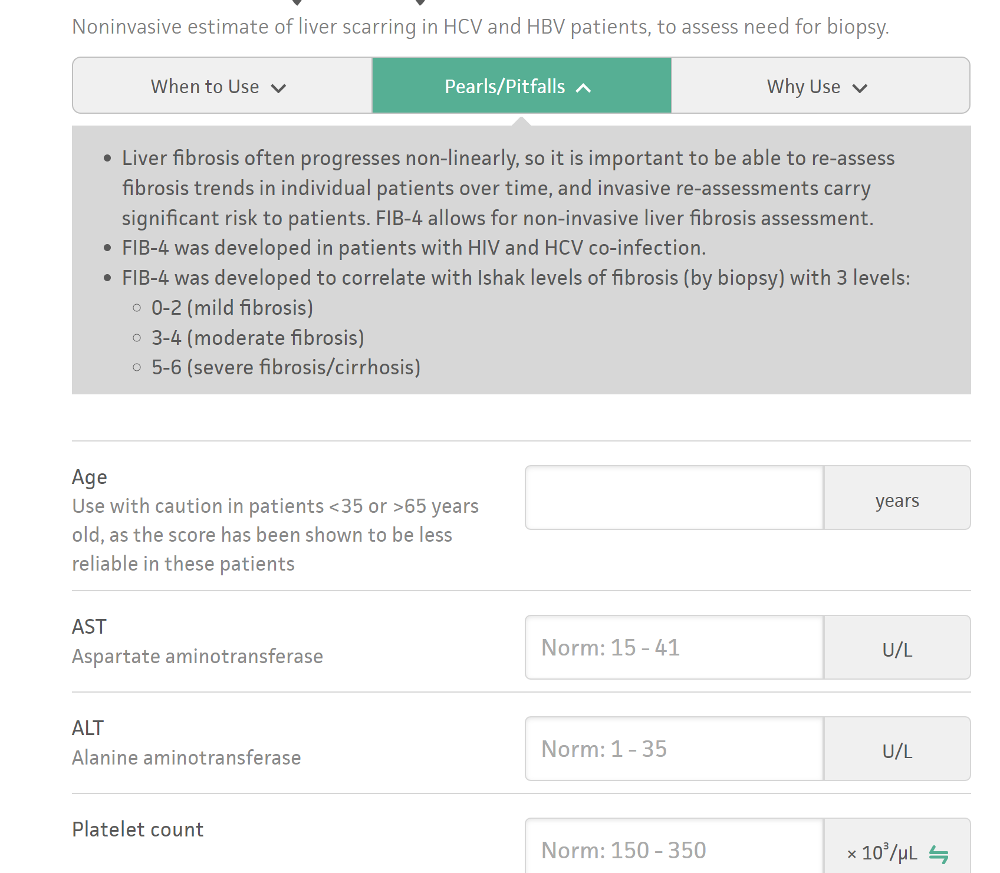 Noninvasive estimate of liver scarring in HCV and HBV patients, to assess need for biopsy.
When to Use
Pearls/Pitfalls
Why Use
• Liver fibrosis often progresses non-linearly, so it is important to be able to re-assess
fibrosis trends in individual patients over time, and invasive re-assessments carry
significant risk to patients. FIB-4 allows for non-invasive liver fibrosis assessment.
• FIB-4 was developed in patients with HIV and HCV co-infection.
• FIB-4 was developed to correlate with Ishak levels of fibrosis (by biopsy) with 3 levels:
○ 0-2 (mild fibrosis)
○ 3-4 (moderate fibrosis)
○ 5-6 (severe fibrosis/cirrhosis)
Age
Use with caution in patients <35 or >65 years
old, as the score has been shown to be less
reliable in these patients
years
AST
Aspartate aminotransferase
Norm: 15 - 41
U/L
ALT
Alanine aminotransferase
Norm: 1 - 35
U/L
Platelet count
Norm: 150 - 350
× 10³/µL